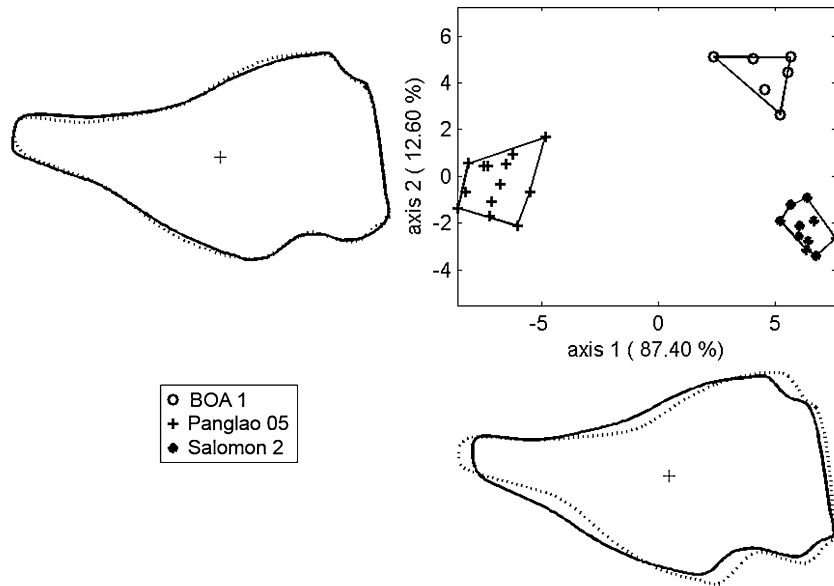 6
4
2
0
-2
-4
axis 2 ( 12.60 %)
-5 0 5
axis 1 ( 87.40 %)
BOA 1
Panglao 05
Salomon 2